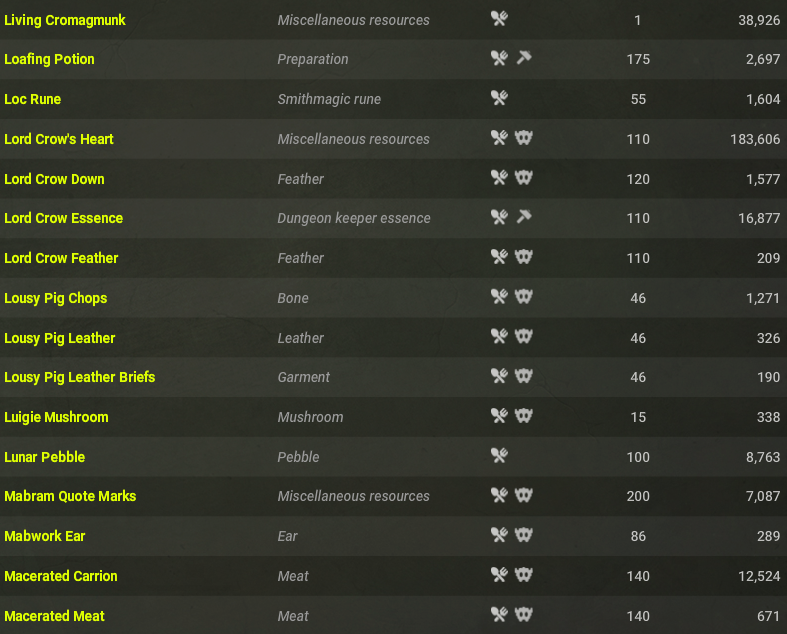 Living Cromagmunk Miscellaneous resources 1 38,926
Loafing Potion Preparation 175 2,697
Loc Rune Smithmagic rune 55 1,604
Lord Crow's Heart Miscellaneous resources 110 183,606
Lord Crow Down Feather 120 1,577
Lord Crow Essence Dungeon keeper essence 110 16,877
Lord Crow Feather Feather 110 209
Lousy Pig Chops Bone 46 1,271
Lousy Pig Leather Leather 46 326
Lousy Pig Leather Briefs Garment 46 190
Luigie Mushroom Mushroom 15 338
Lunar Pebble Pebble 100 8,763
Mabram Quote Marks Miscellaneous resources 200 7,087
Mabwork Ear Ear 86 289
Macerated Carrion Meat 140 12,524
Macerated Meat Meat 140 671